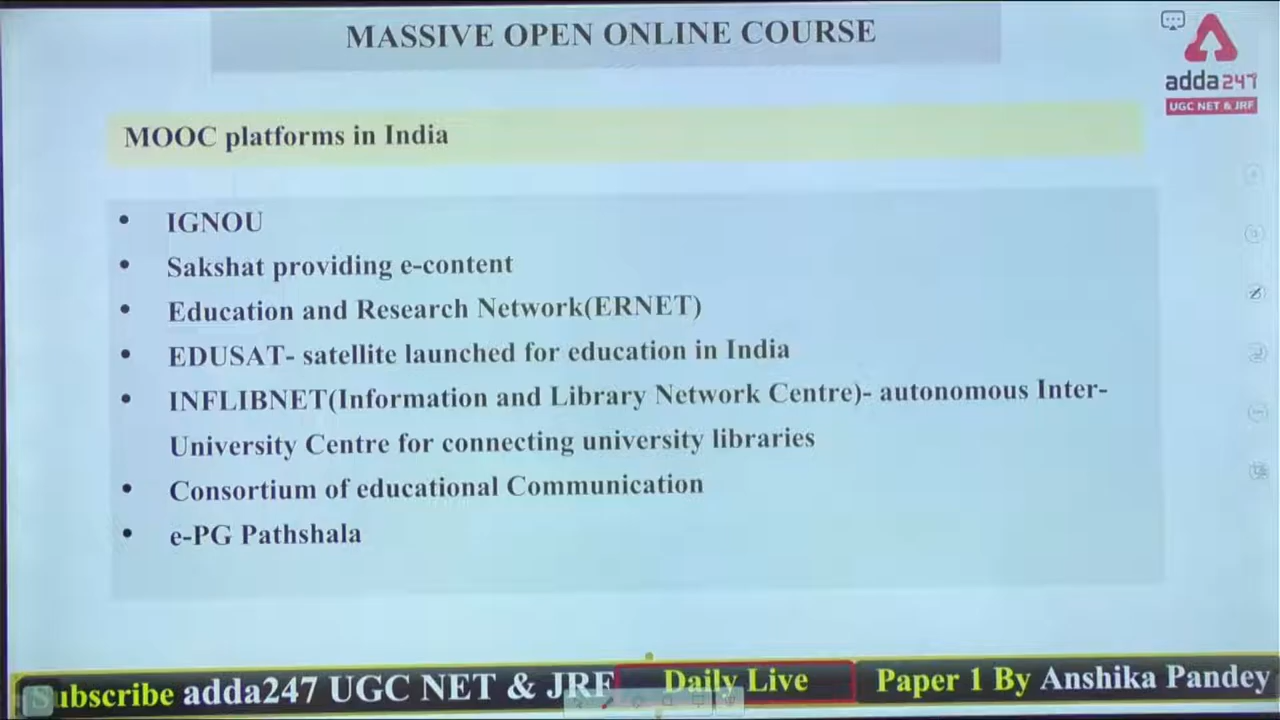 MASSIVE OPEN ONLINE COURSE
adda247
UGC NET & JRF
MOOC platforms in India
• IGNOU
• Sakshat providing e-content
• Education and Research Network(ERNET)
• EDUSAT- satellite launched for education in India
• INFLIBNET(Information and Library Network Centre)- autonomous Inter-
University Centre for connecting university libraries
• Consortium of educational Communication
• e-PG Pathshala
Subscribe adda247 UGC NET & JRF Daily Live Paper 1 By Anshika Pandey